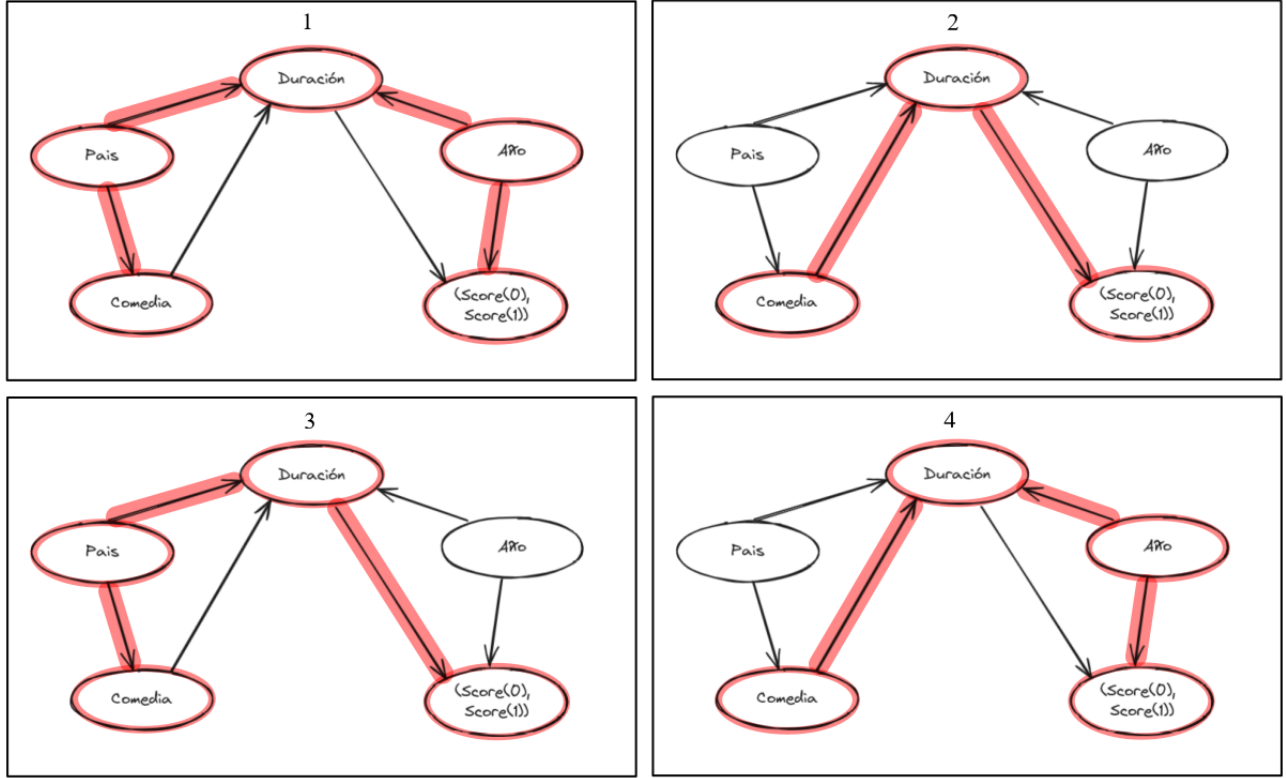 1
Duración
Pais
Año
Comedia
(Score(0),
Score(1))
2
Duración
Pais
Año
Comedia
(Score(0),
Score(1))
3
Duración
Pais
Año
Comedia
(Score(0),
Score(1))
4
Duración
Pais
Año
Comedia
(Score(0),
Score(1))